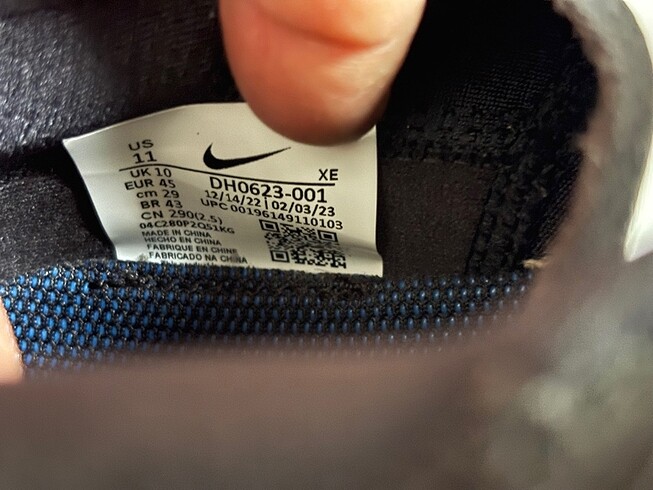 US
11
UK 10
EUR 45
cm 29
BR 43
CN 290(2.5)
04C280P2QS1KG
MADE IN CHINA
HECHO EN CHINA
FABRIQUE EN CHINE
FABRICADO NA CHINA
XE
DH0623-001
12/14/22 | 02/03/23
UPC 00196149110103